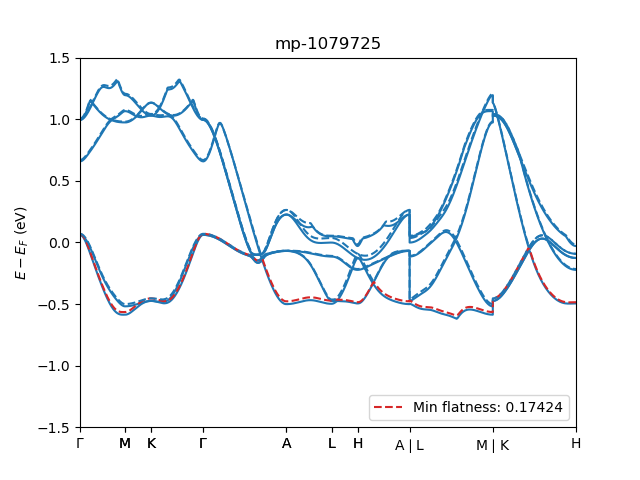 mp-1079725
1.5
1.0
0.5
0.0
−0.5
−1.0
−1.5
E − E_F (eV)
Min flatness: 0.17424
Γ M K Γ A L H A | L M | K H